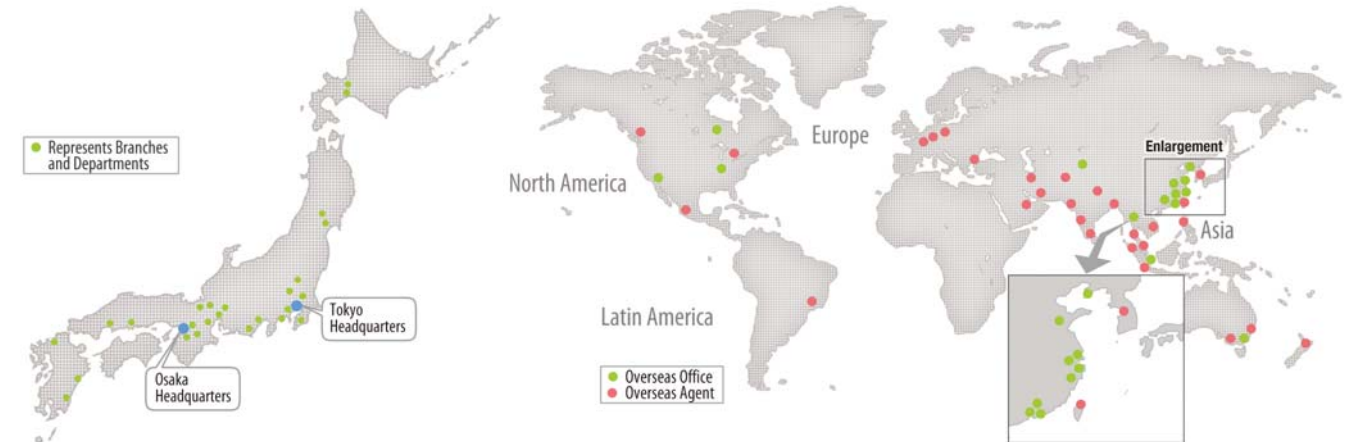 Represents Branches
and Departments
Tokyo
Headquarters
Osaka
Headquarters
North America
Europe
Enlargement
Asia
Latin America
Overseas Office
Overseas Agent